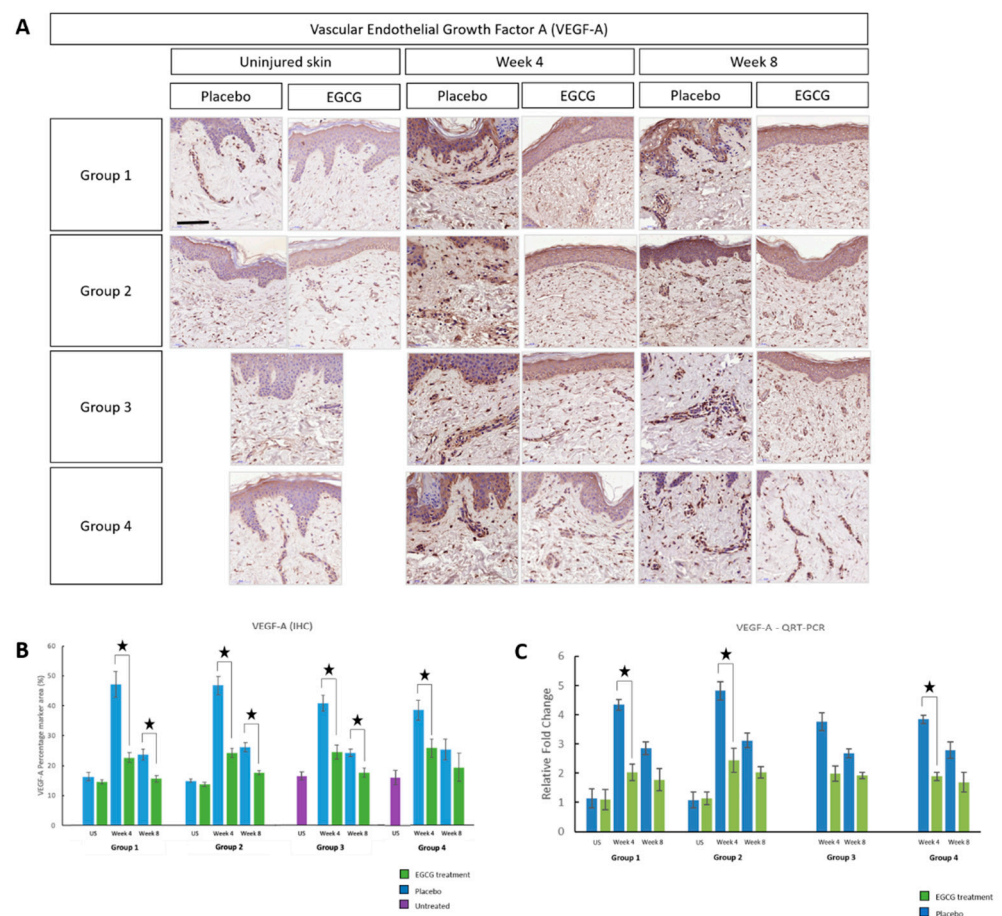 A
Vascular Endothelial Growth Factor A (VEGF-A)
Uninjured skin Week 4 Week 8
Placebo EGCG Placebo EGCG Placebo EGCG
Group 1
Group 2
Group 3
Group 4
B
VEGF-A (IHC)
VEGF-A Percentage marker area (%)
60
50
40
30
20
10
0
US Week 4 Week 8 US Week 4 Week 8 US Week 4 Week 8 US Week 4 Week 8
Group 1 Group 2 Group 3 Group 4
EGCG treatment
Placebo
Untreated
C
VEGF-A - QRT-PCR
Relative Fold Change
6
5
4
3
2
1
0
US Week 4 Week 8 US Week 4 Week 8 Week 4 Week 8 Week 4 Week 8
Group 1 Group 2 Group 3 Group 4
EGCG treatment
Placebo